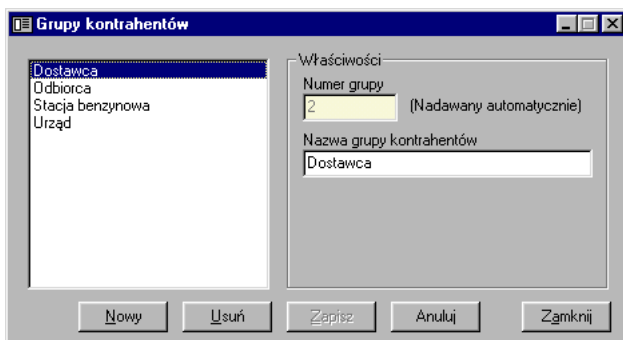 Grupy kontrahentów
Dostawca
Odbiorca
Stacja benzynowa
Urząd
Właściwości
Numer grupy
2 (Nadawany automatycznie)
Nazwa grupy kontrahentów
Dostawca
Nowy Usuń Zapisz Anuluj Zamknij